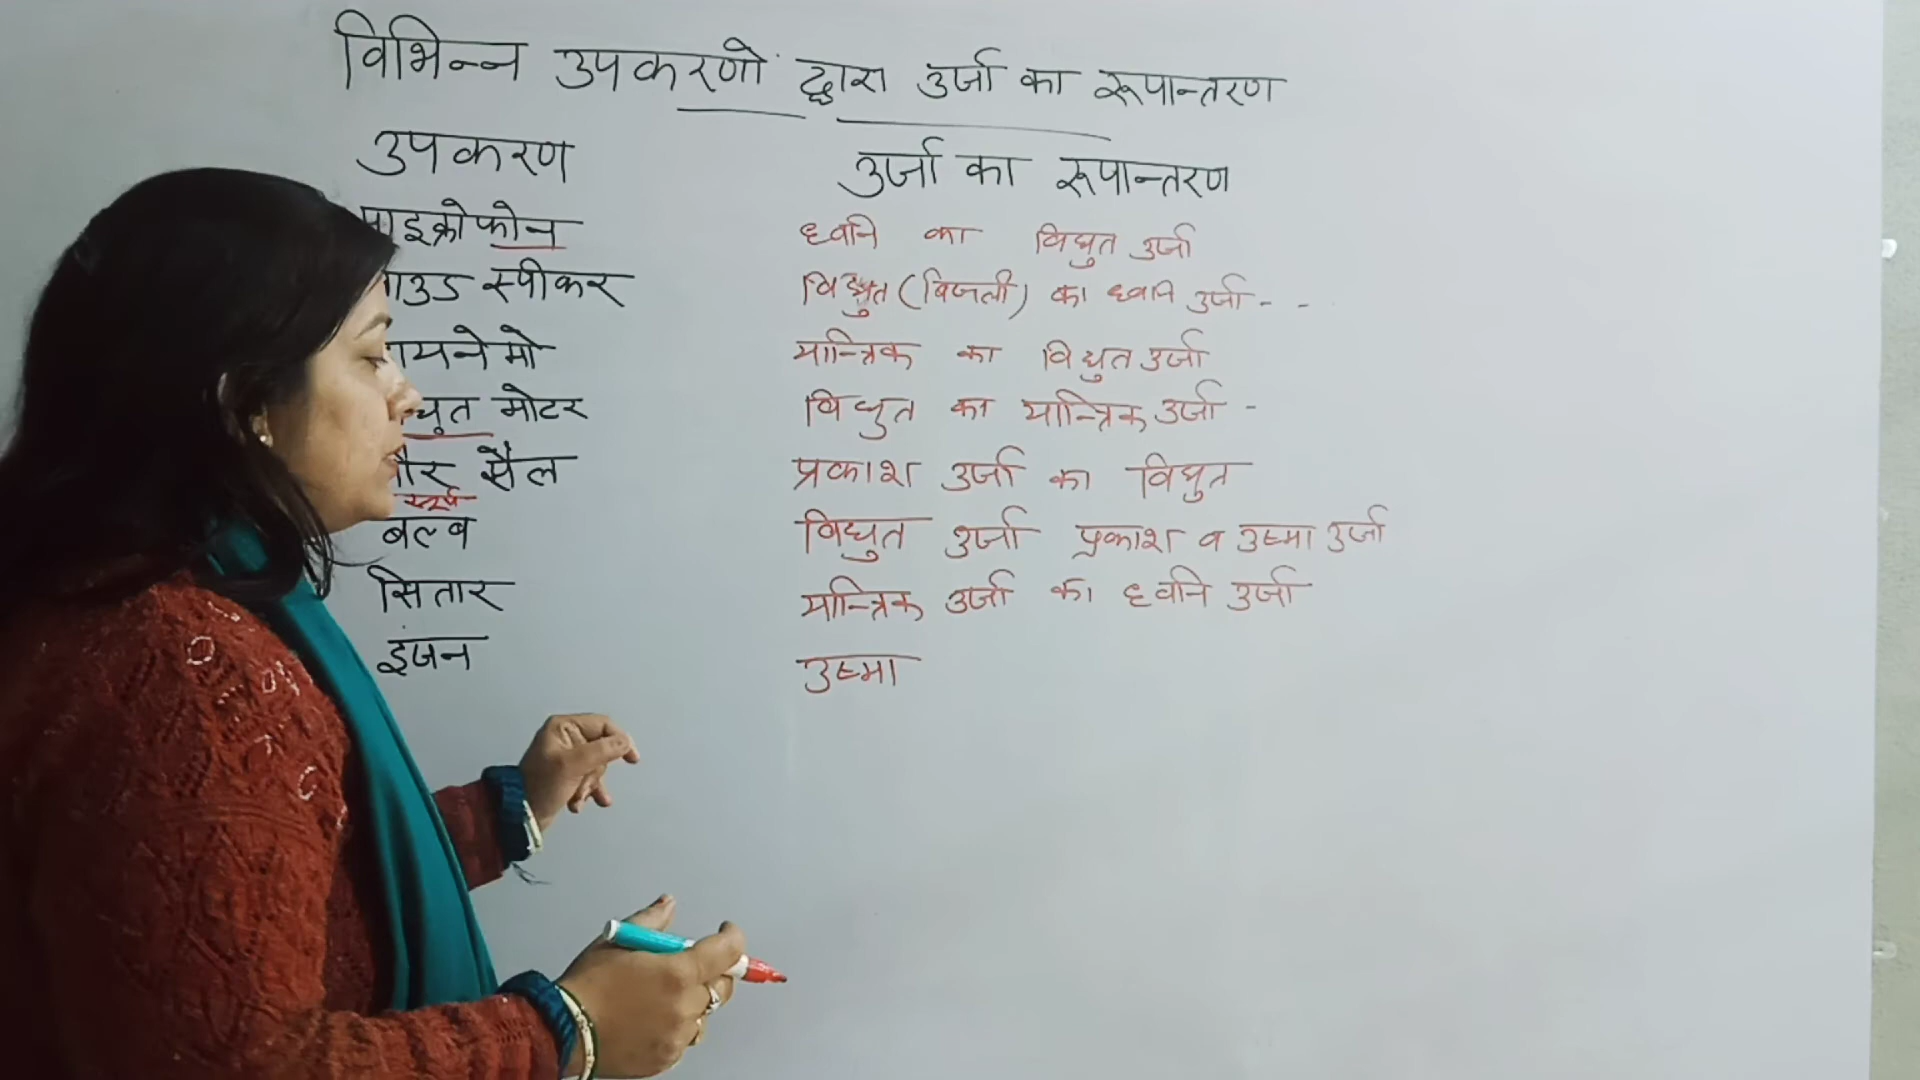 विभिन्न उपकरणों द्वारा उर्जा का रूपान्तरण
उपकरण उर्जा का रूपान्तरण
माइक्रोफोन ध्वनि का विधुत उर्जा
लाउड स्पीकर विधुत (बिजली) का ध्वनि उर्जा - -
डायनेमो यान्त्रिक का विधुत उर्जा
विधुत मोटर विधुत का यान्त्रिक उर्जा -
सौर सैल प्रकाश उर्जा का विधुत
सूर्य
बल्ब विधुत उर्जा प्रकाश व उष्मा उर्जा
सितार यान्त्रिक उर्जा का ध्वनि उर्जा
इंजन उष्मा